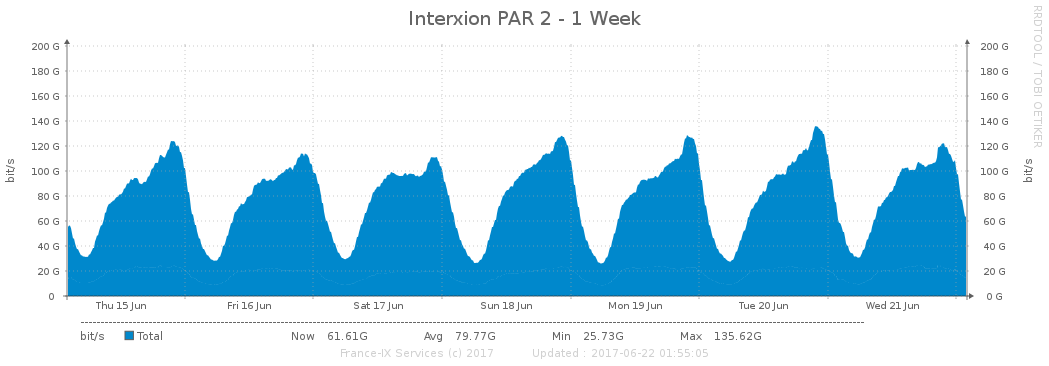 Interxion PAR 2 - 1 Week
RRDTOOL / TOBI OETIKER
200 G 200 G
180 G 180 G
160 G 160 G
140 G 140 G
120 G 120 G
100 G 100 G
80 G 80 G
60 G 60 G
40 G 40 G
20 G 20 G
0 0 G
bit/s
bit/s
Thu 15 Jun Fri 16 Jun Sat 17 Jun Sun 18 Jun Mon 19 Jun Tue 20 Jun Wed 21 Jun
bit/s Total Now 61.61G Avg 79.77G Min 25.73G Max 135.62G
France-IX Services (c) 2017 Updated : 2017-06-22 01:55:05